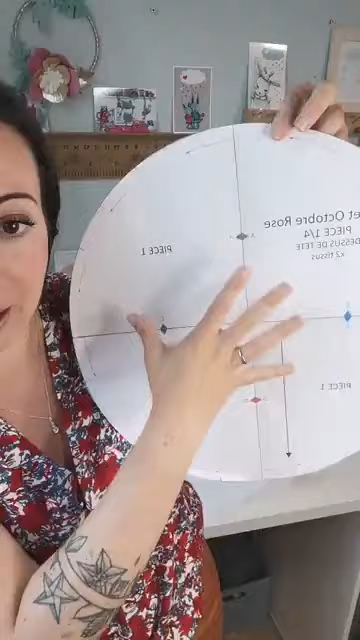 et Octobre Rose
PIECE 1/4
DESSUS DE TETE
x2 tissus
PIECE 1
PIECE 1